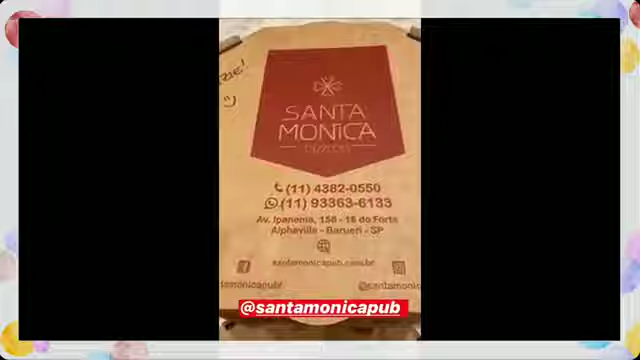 SANTA
MONICA
(11) 4382-0550
(11) 93363-6133
Av. Ipanema, 158 - 18 do Forte
Alphaville - Barueri - SP
santamonicapub.com.br
@santamonicapub